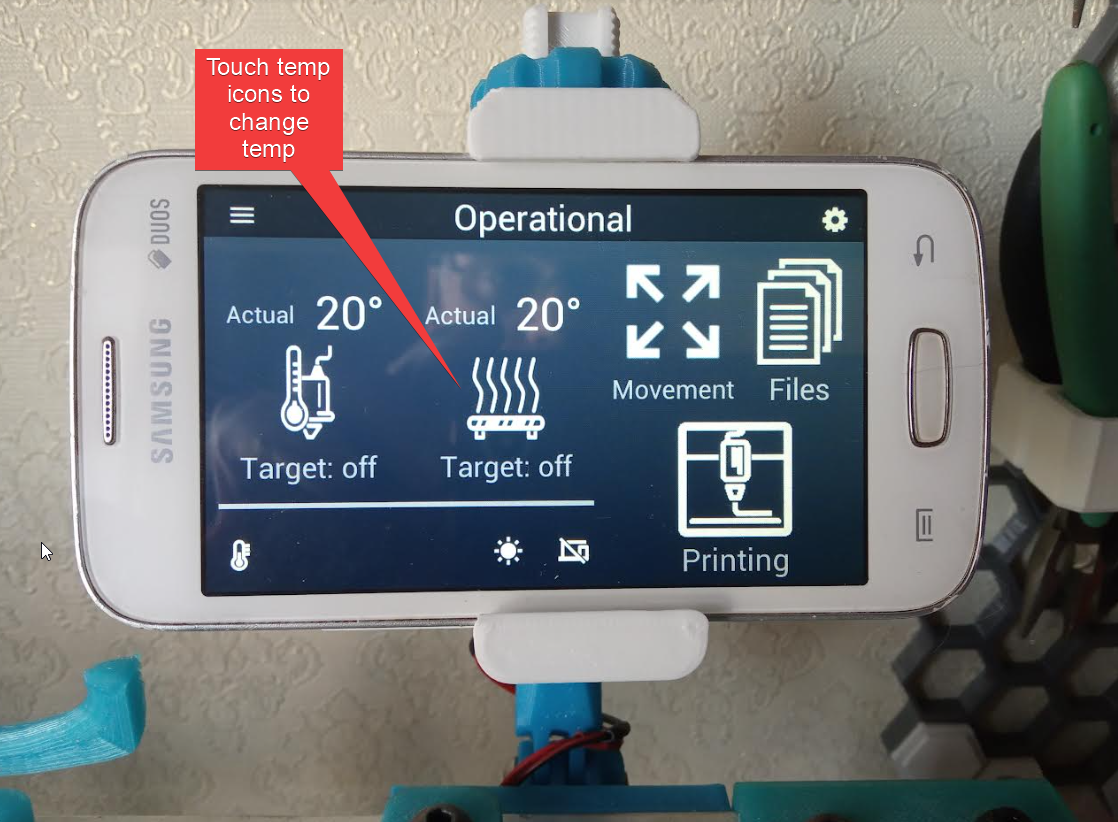 Touch temp
icons to
change
temp
DUOS
SAMSUNG
Operational
Actual 20°
Actual 20°
Target: off
Target: off
Movement
Files
Printing